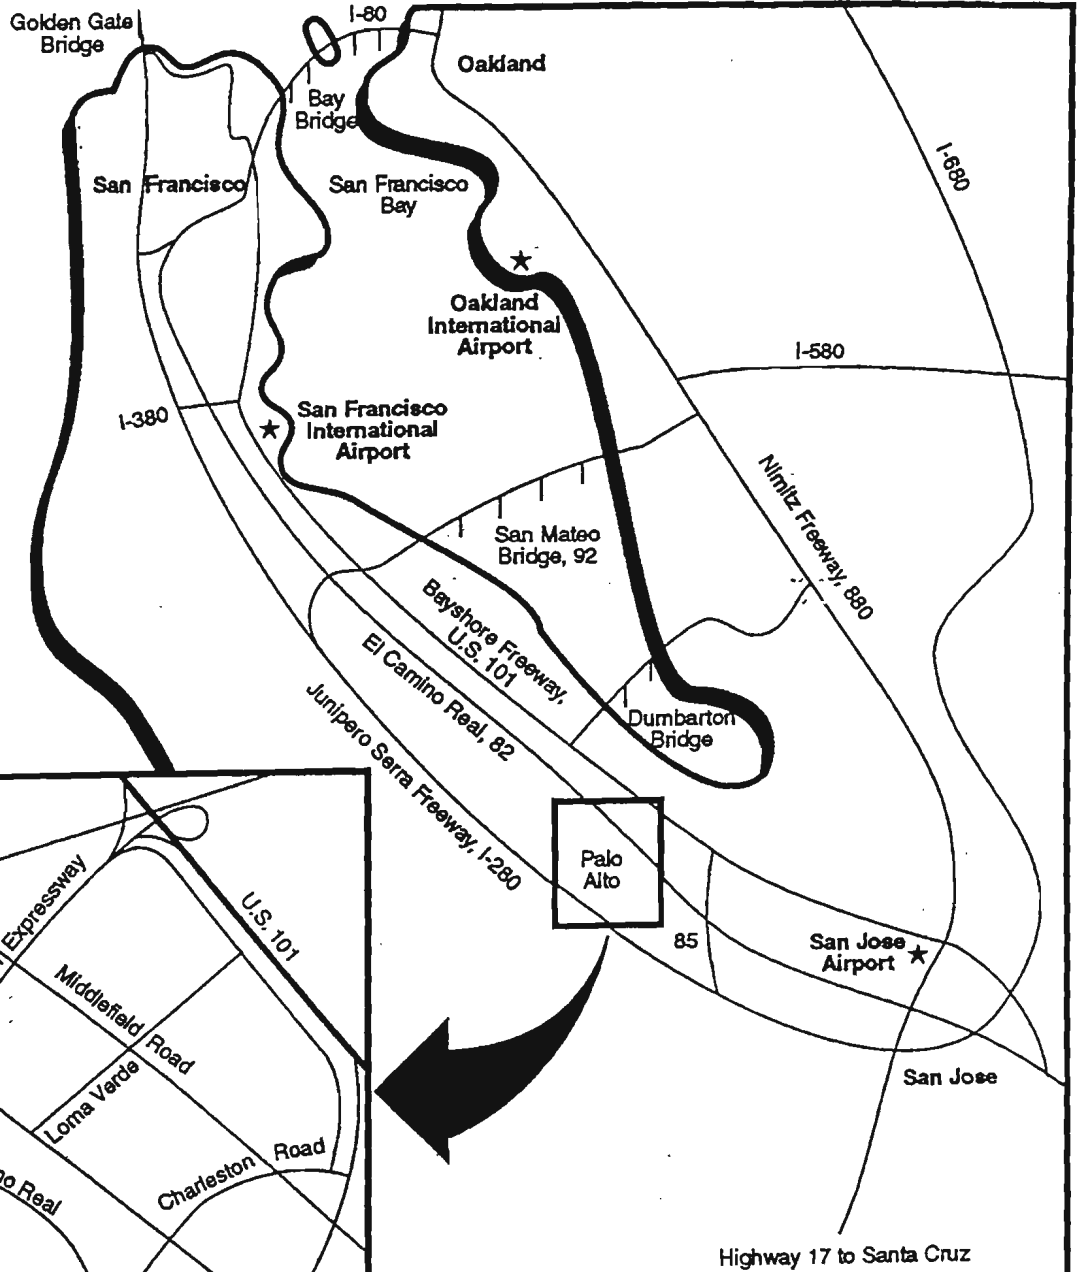 Golden Gate
Bridge
I-80
Oakland
Bay
Bridge
I-680
San Francisco
San Francisco
Bay
Oakland
International
Airport
I-580
I-380
San Francisco
International
Airport
Nimitz Freeway, 880
San Mateo
Bridge, 92
Bayshore Freeway,
U.S. 101
El Camino Real, 82
Junipero Serra Freeway, I-280
Dumbarton
Bridge
Palo
Alto
85
San Jose
Airport
San Jose
Highway 17 to Santa Cruz
Expressway
U.S. 101
Middlefield Road
Loma Verde
Charleston Road
no Real